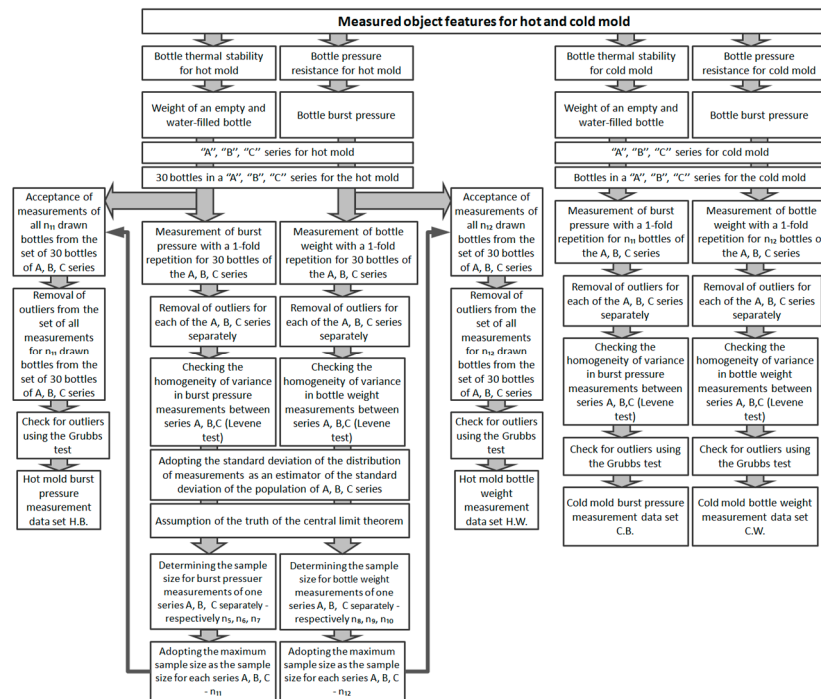 Measured object features for hot and cold mold
Bottle thermal stability
for hot mold
Bottle pressure
resistance for hot mold
Bottle thermal stability
for cold mold
Bottle pressure
resistance for cold mold
Weight of an empty and
water-filled bottle
Bottle burst pressure
Weight of an empty and
water-filled bottle
Bottle burst pressure
“A”, “B”, “C” series for hot mold
“A”, “B”, “C” series for cold mold
30 bottles in a “A”, “B”, “C” series for the hot mold
Bottles in a “A”, “B”, “C” series for the cold mold
Acceptance of
measurements of
all n₁₁ drawn
bottles from the
set of 30 bottles of
A, B, C series
Removal of
outliers from the
set of all
measurements
for n₁₁ drawn
bottles from the
set of 30 bottles
of A, B, C series
Check for outliers
using the Grubbs
test
Hot mold burst
pressure
measurement
data set H.B.
Measurement of burst
pressure with a 1-fold
repetition for 30 bottles of
the A, B, C series
Removal of outliers for
each of the A, B, C series
separately
Checking the
homogeneity of variance
in burst pressure
measurements between
series A, B,C (Levene
test)
Measurement of bottle
weight with a 1-fold
repetition for 30 bottles of
the A, B, C series
Removal of outliers for
each of the A, B, C series
separately
Checking the
homogeneity of variance
in bottle weight
measurements between
series A, B,C (Levene
test)
Adopting the standard deviation of the distribution
of measurements as an estimator of the standard
deviation of the population of A, B, C series
Assumption of the truth of the central limit theorem
Determining the sample
size for burst pressuer
measurements of one
series A, B, C separately -
respectively n₅, n₆, n₇
Adopting the maximum
sample size as the sample
size for each series A, B, C
- n₁₁
Determining the sample
size for bottle weight
measurements of one
series A, B, C separately -
respectively n₈, n₉, n₁₀
Adopting the maximum
sample size as the sample
size for each series A, B, C
- n₁₂
Acceptance of
measurements of
all n₁₂ drawn
bottles from the
set of 30 bottles of
A, B, C series
Removal of
outliers from the
set of all
measurements
for n₁₂ drawn
bottles from the
set of 30 bottles
of A, B, C series
Check for outliers
using the Grubbs
test
Hot mold bottle
weight
measurement
data set H.W.
Measurement of burst
pressure with a 1-fold
repetition for n₁₁ bottles of
the A, B, C series
Removal of outliers for
each of the A, B, C series
separately
Checking the
homogeneity of variance
in burst pressure
measurements between
series A, B,C (Levene
test)
Check for outliers using
the Grubbs test
Cold mold burst pressure
measurement data set
C.B.
Measurement of bottle
weight with a 1-fold
repetition for n₁₂ bottles of
the A, B, C series
Removal of outliers for
each of the A, B, C series
separately
Checking the
homogeneity of variance
in bottle weight
measurements between
series A, B,C (Levene
test)
Check for outliers using
the Grubbs test
Cold mold bottle weight
measurement data set
C.W.